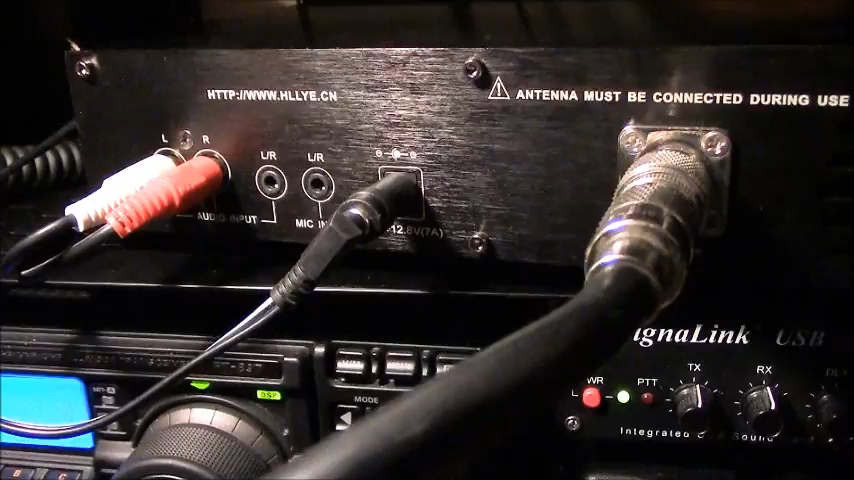 HTTP://WWW.HLLYE.CN
ANTENNA MUST BE CONNECTED DURING USE
L R
L/R L/R
AUDIO INPUT
MIC IN
12.8V(7A)
SignaLink USB
DSP
MODE
L PWR PTT
TX RX
Integrated
Sound
B C